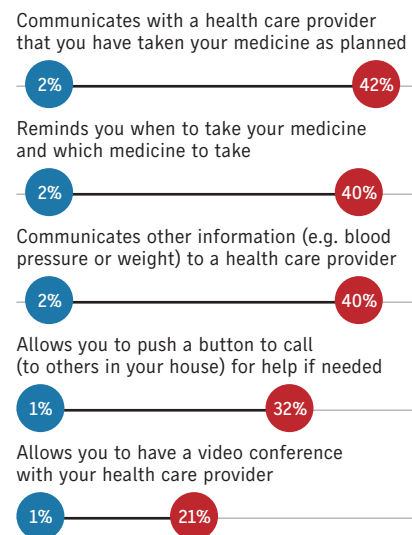 Communicates with a health care provider
that you have taken your medicine as planned
2% 42%
Reminds you when to take your medicine
and which medicine to take
2% 40%
Communicates other information (e.g. blood
pressure or weight) to a health care provider
2% 40%
Allows you to push a button to call
(to others in your house) for help if needed
1% 32%
Allows you to have a video conference
with your health care provider
1% 21%